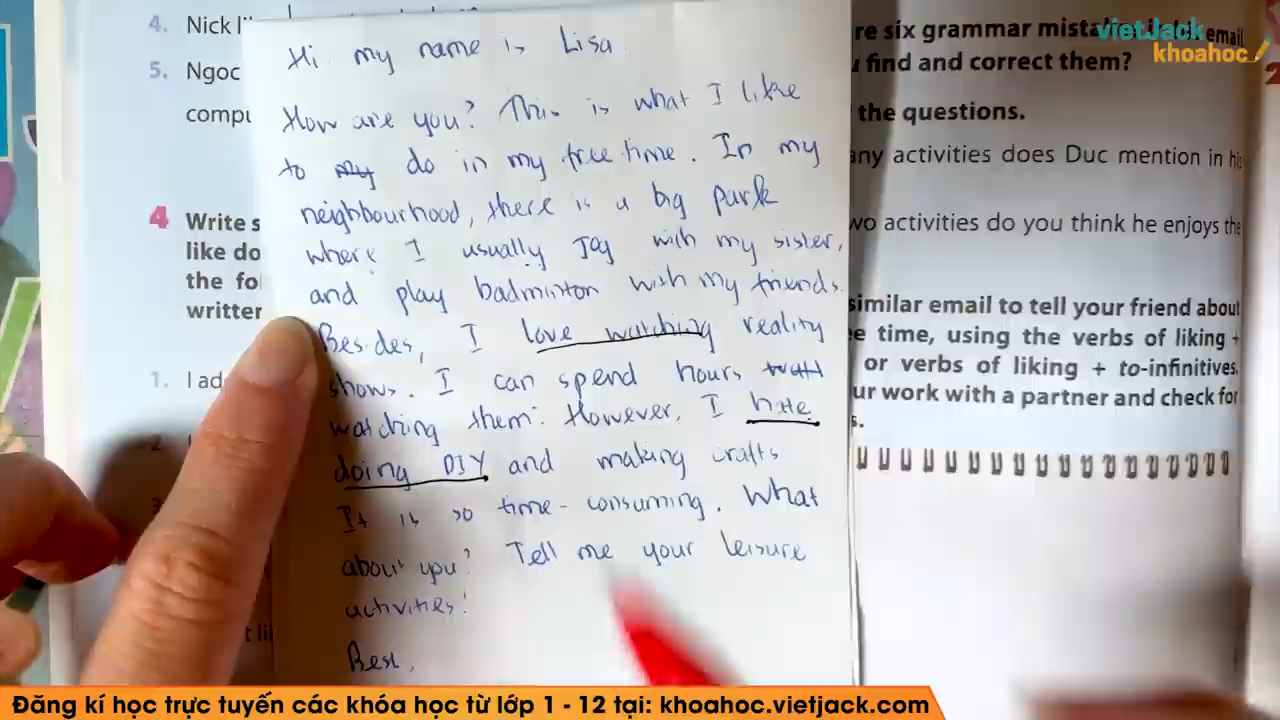 4. Nick l
5. Ngoc
compu
4 Write s
like do
the fo
written
1. I ad
Hi my name is Lisa
How are you? This is what I like
to my do in my free time. In my
neighbourhood, there is a big park
where I usually jog with my sister,
and play badminton with my friends.
Besides, I love watching reality
shows. I can spend hours watt
watching them. However, I hate
doing DIY and making crafts
It is so time-consuming. What
about you? Tell me your leisure
activities!
Best,
re six grammar email
find and correct them?
the questions.
any activities does Duc mention in hi
wo activities do you think he enjoys the
similar email to tell your friend about
e time, using the verbs of liking +
or verbs of liking + to-infinitives.
ur work with a partner and check for
s.
vietJack
khoahoc
Đăng kí học trực tuyến các khóa học từ lớp 1 - 12 tại: khoahoc.vietjack.com